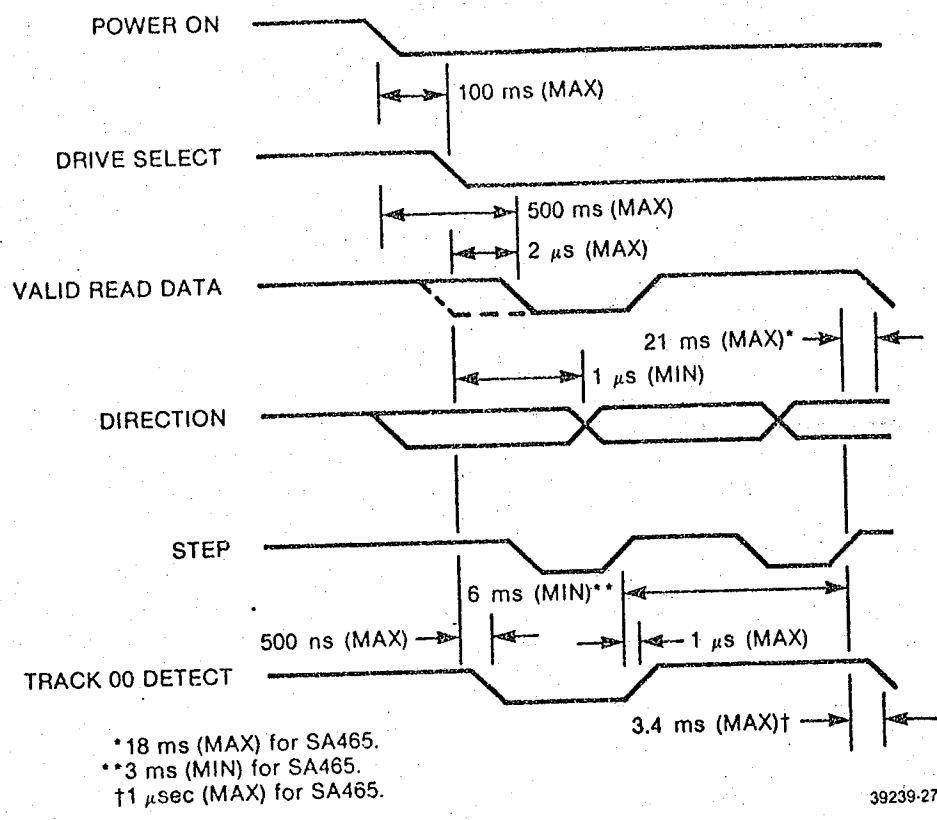 POWER ON
100 ms (MAX)
DRIVE SELECT
500 ms (MAX)
2 μs (MAX)
VALID READ DATA
21 ms (MAX)*
1 μs (MIN)
DIRECTION
STEP
6 ms (MIN)**
500 ns (MAX)
1 μs (MAX)
TRACK 00 DETECT
3.4 ms (MAX)†
*18 ms (MAX) for SA465.
**3 ms (MIN) for SA465.
†1 μsec (MAX) for SA465.
39239-27